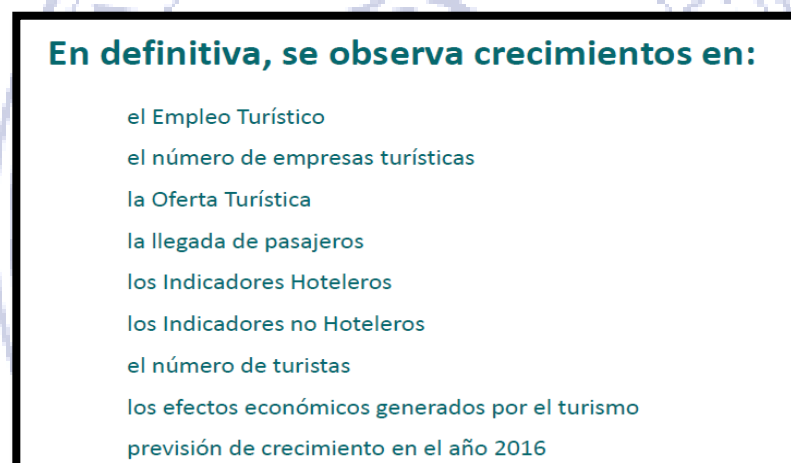 En definitiva, se observa crecimientos en:
el Empleo Turístico
el número de empresas turísticas
la Oferta Turística
la llegada de pasajeros
los Indicadores Hoteleros
los Indicadores no Hoteleros
el número de turistas
los efectos económicos generados por el turismo
previsión de crecimiento en el año 2016